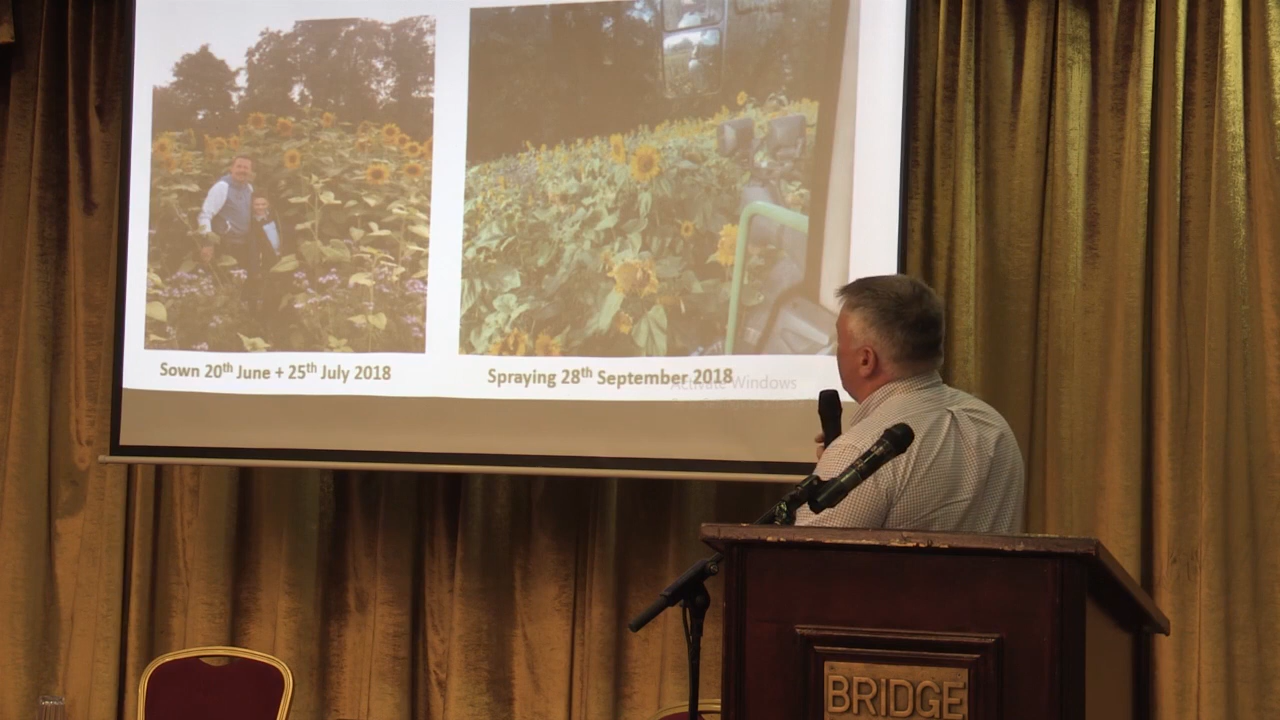 Sown 20th June + 25th July 2018
Spraying 28th September 2018
Activate Windows
BRIDGE